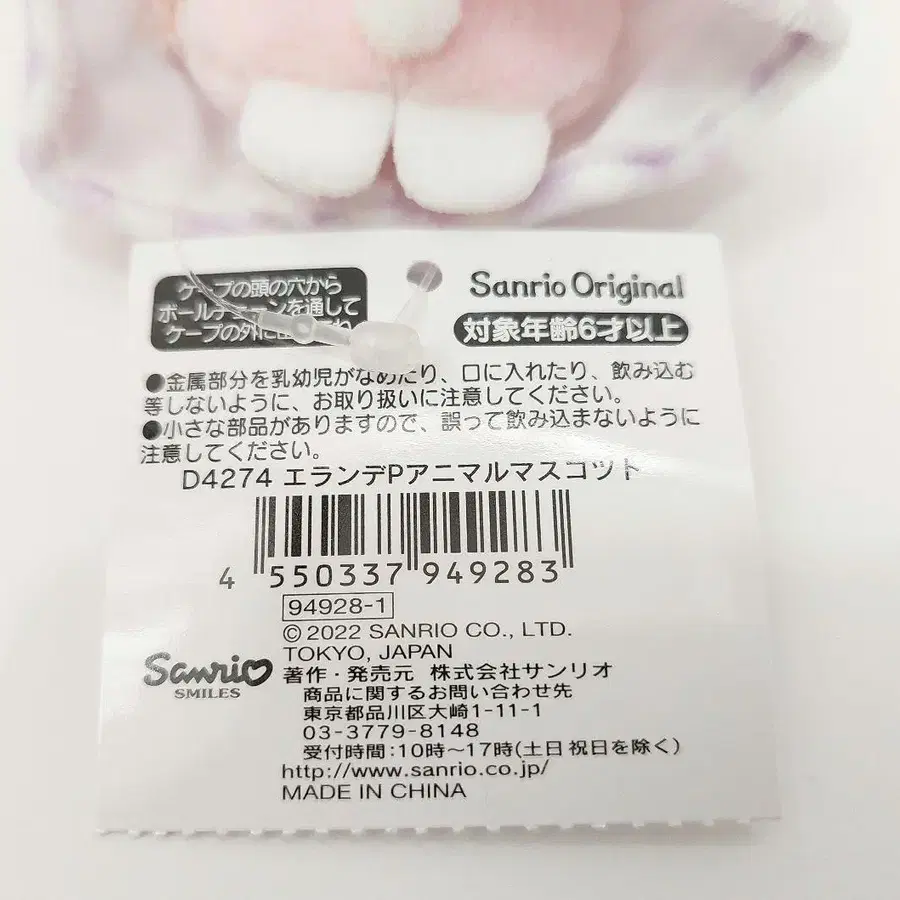 ケープの頭の穴から
ボールチェーンを通して
ケープの外に
Sanrio Original
対象年齢6才以上
●金属部分を乳幼児がなめたり、口に入れたり、飲み込む
等しないように、お取り扱いに注意してください。
●小さな部品がありますので、誤って飲み込まないように
注意してください。
D4274 エランデPアニマルマスコット
4 550337 949283
94928-1
© 2022 SANRIO CO., LTD.
TOKYO, JAPAN
Sanrio
SMILES
著作・発売元 株式会社サンリオ
商品に関するお問い合わせ先
東京都品川区大崎1-11-1
03-3779-8148
受付時間：10時～17時(土日 祝日を除く)
http://www.sanrio.co.jp/
MADE IN CHINA